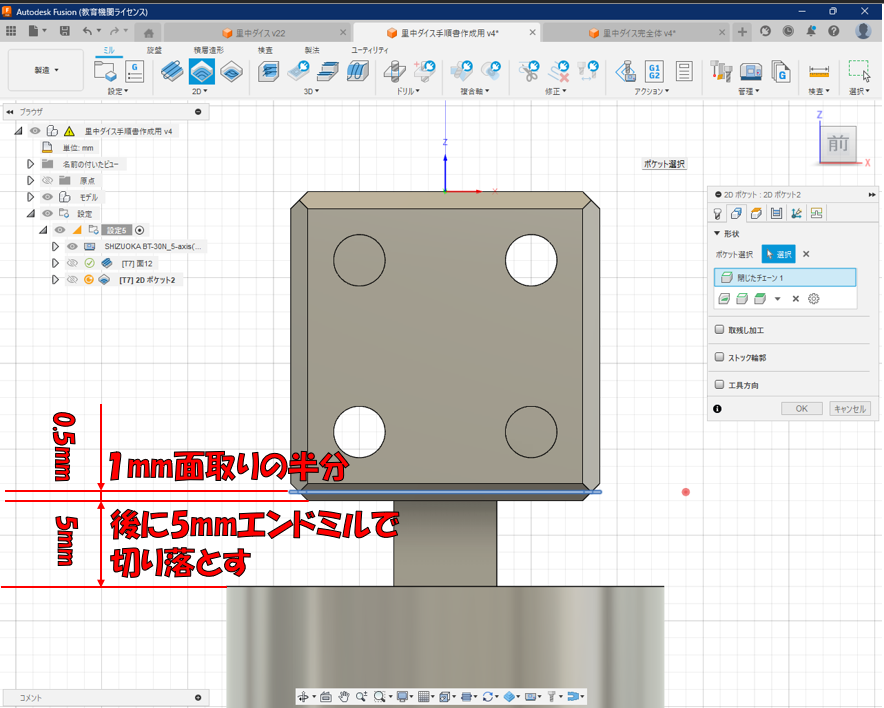 Autodesk Fusion (教育機関ライセンス)
里中ダイス v22
里中ダイス手順書作成用 v4*
里中ダイス完全体 v4*
製造
ミル
旋盤
積層造形
検査
製法
ユーティリティ
設定
2D
3D
ドリル
複合軸
修正
アクション
管理
検査
選択
G1
G2
ブラウザ
里中ダイス手順書作成用 v4
単位: mm
名前の付いたビュー
原点
モデル
設定
設定5
SHIZUOKA BT-30N_5-axis(...
[T7] 面12
[T7] 2D ポケット2
Z
X
ポケット選択
Z
前
X
2D ポケット : 2D ポケット2
形状
ポケット選択
選択
閉じたチェーン 1
取残し加工
ストック輪郭
工具方向
OK
キャンセル
0.5mm
1mm面取りの半分
5mm
後に5mmエンドミルで
切り落とす
コメント